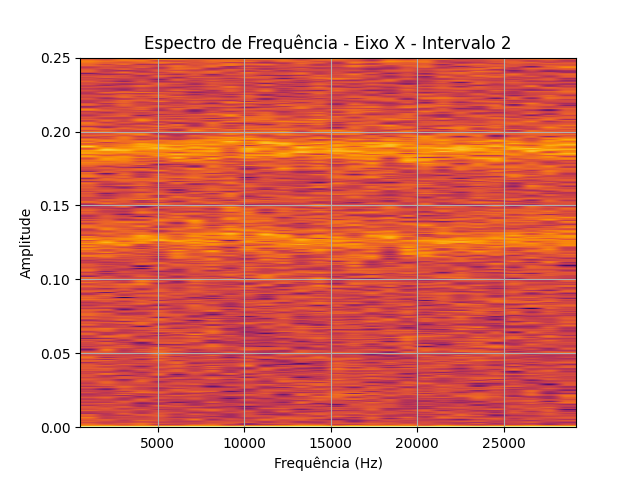 Espectro de Frequência - Eixo X - Intervalo 2
0.25
0.20
0.15
0.10
0.05
0.00
Amplitude
5000 10000 15000 20000 25000
Frequência (Hz)